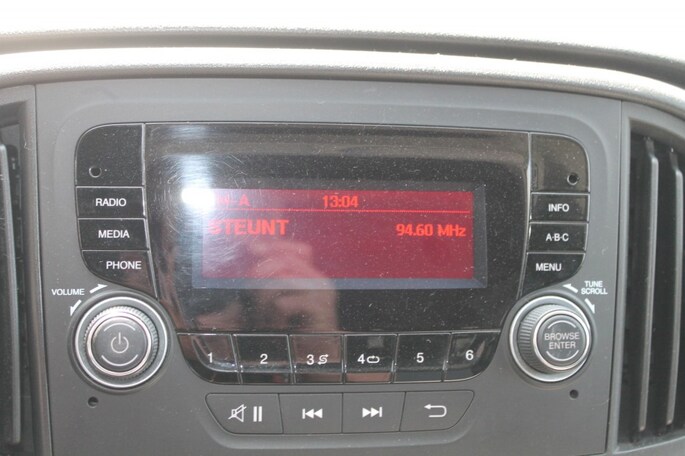 13:04
94.60 MHz
RADIO
MEDIA
PHONE
INFO
A·B·C
MENU
VOLUME
TUNE
SCROLL
BROWSE
ENTER
1 2 3 4 5 6